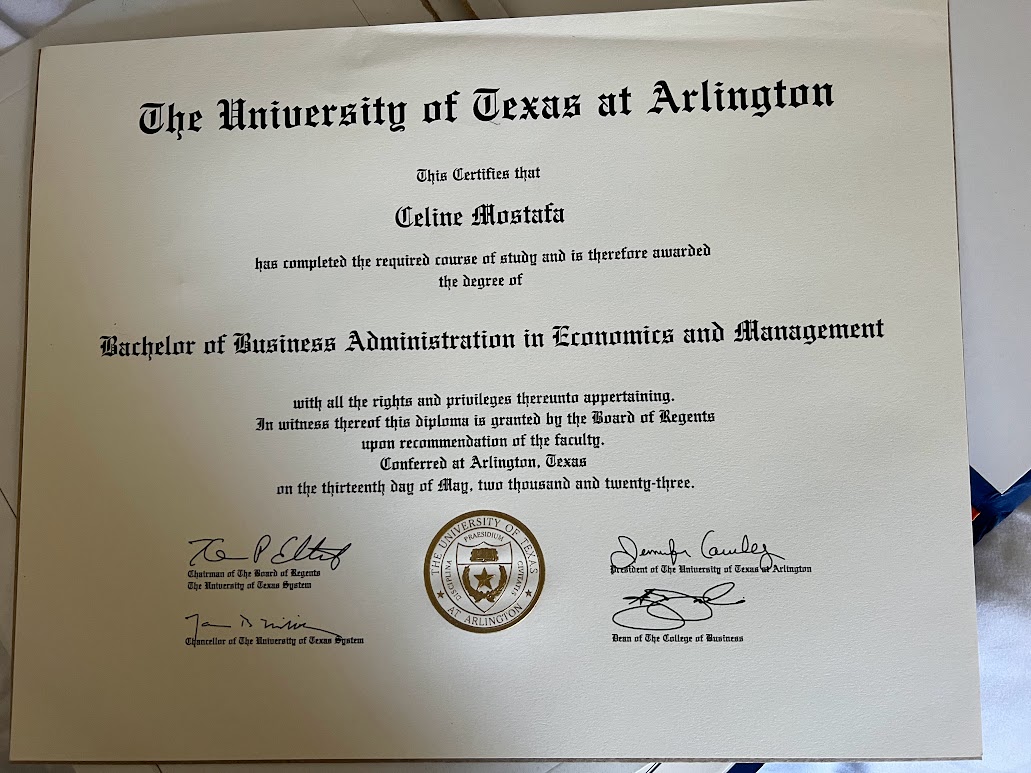 The University of Texas at Arlington
This Certifies that
Celine Mostafa
has completed the required course of study and is therefore awarded
the degree of
Bachelor of Business Administration in Economics and Management
with all the rights and privileges thereunto appertaining.
In witness thereof this diploma is granted by the Board of Regents
upon recommendation of the faculty.
Conferred at Arlington, Texas
on the thirteenth day of May, two thousand and twenty-three.
Chairman of The Board of Regents
The University of Texas System
Chancellor of The University of Texas System
THE UNIVERSITY OF TEXAS
PRAESIDIUM
DISCIPLINA
CIVITATIS
AT ARLINGTON
Jennifer Cowley
President of The University of Texas at Arlington
Dean of The College of Business